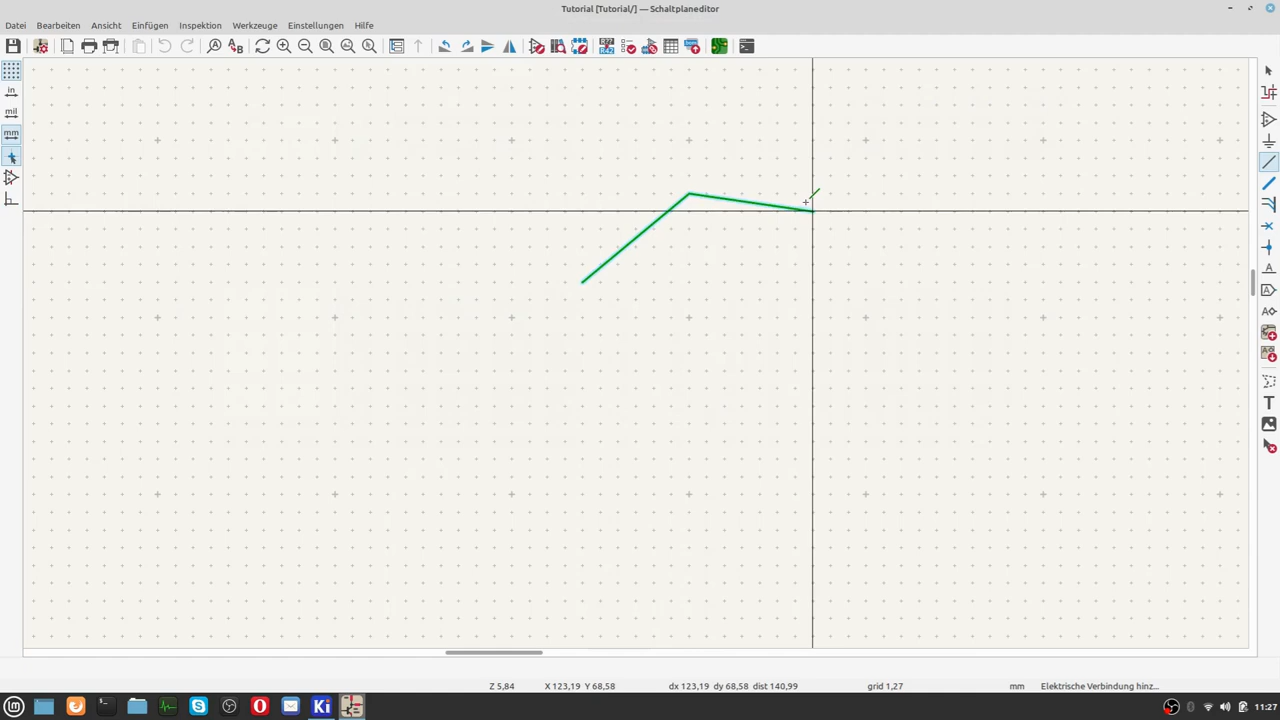 Tutorial [Tutorial/] — Schaltplaneditor
Datei Bearbeiten Ansicht Einfügen Inspektion Werkzeuge Einstellungen Hilfe
in
mil
mm
A
T
Z 5,84 X 123,19 Y 68,58 dx 123,19 dy 68,58 dist 140,99 grid 1,27 mm Elektrische Verbindung hinz...
Ki
11:27